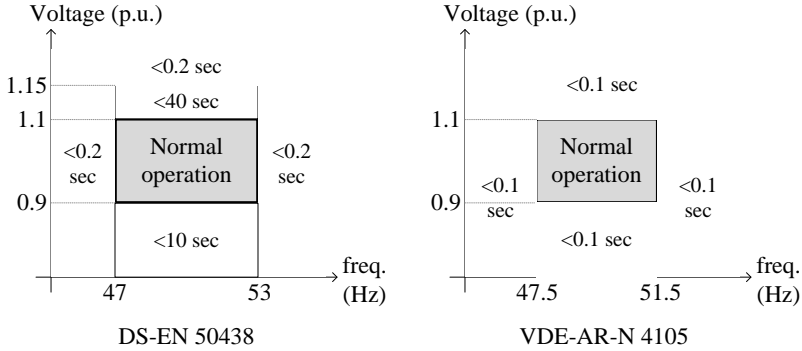 Voltage (p.u.)
<0.2 sec
1.15
<40 sec
1.1
<0.2
sec
Normal
operation
<0.2
sec
0.9
<10 sec
freq.
(Hz)
47
53
DS-EN 50438
Voltage (p.u.)
<0.1 sec
1.1
Normal
operation
<0.1
sec
<0.1
sec
0.9
<0.1 sec
freq.
(Hz)
47.5
51.5
VDE-AR-N 4105